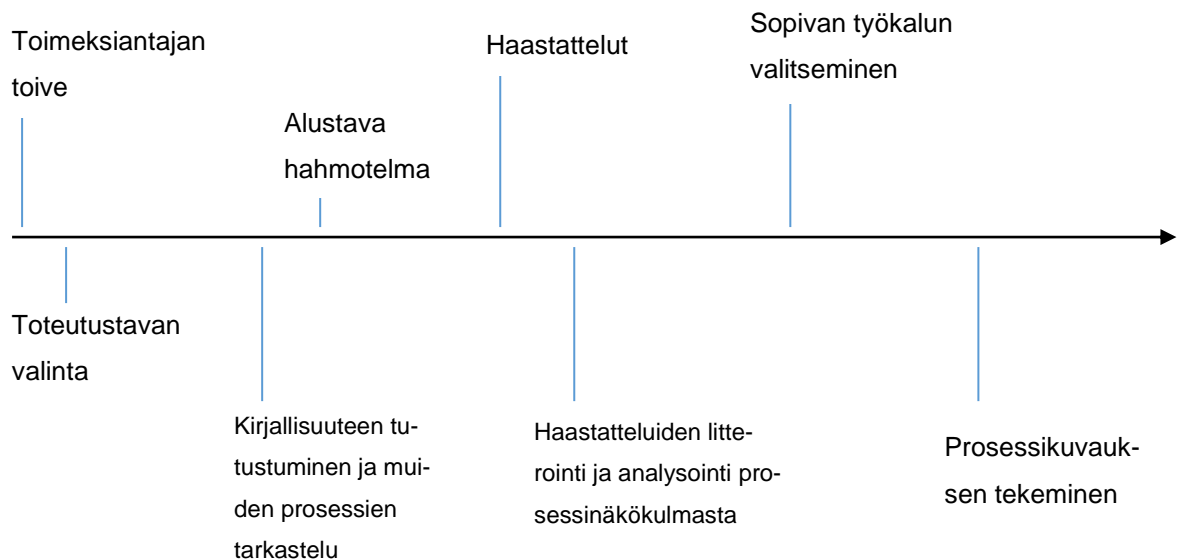 Toimeksiantajan
toive
Alustava
hahmotelma
Haastattelut
Sopivan työkalun
valitseminen
Toteutustavan
valinta
Kirjallisuuteen tu-
tustuminen ja mui-
den prosessien
tarkastelu
Haastatteluiden litte-
rointi ja analysointi pro-
sessinäkökulmasta
Prosessikuvauk-
sen tekeminen